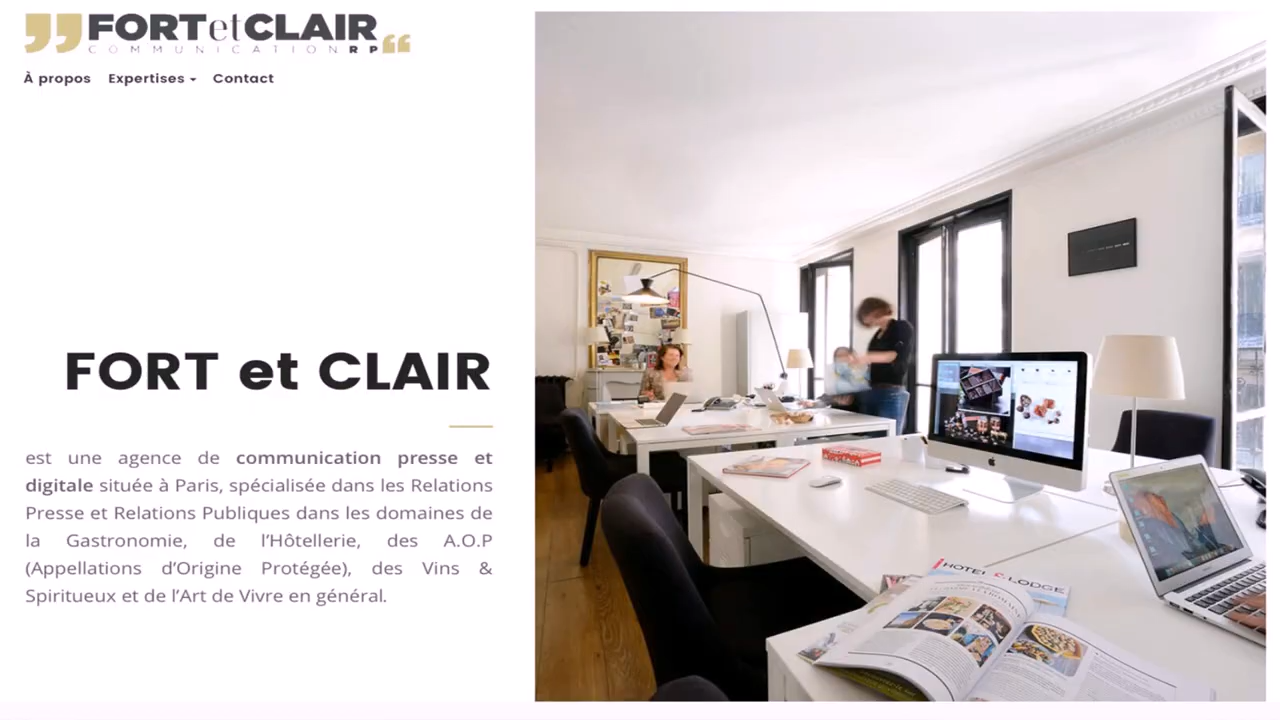 FORTetCLAIR
COMMUNICATIONRP
À propos Expertises Contact
FORT et CLAIR
est une agence de communication presse et
digitale située à Paris, spécialisée dans les Relations
Presse et Relations Publiques dans les domaines de
la Gastronomie, de l’Hôtellerie, des A.O.P
(Appellations d’Origine Protégée), des Vins &
Spiritueux et de l’Art de Vivre en général.
HOTEL & LODGE